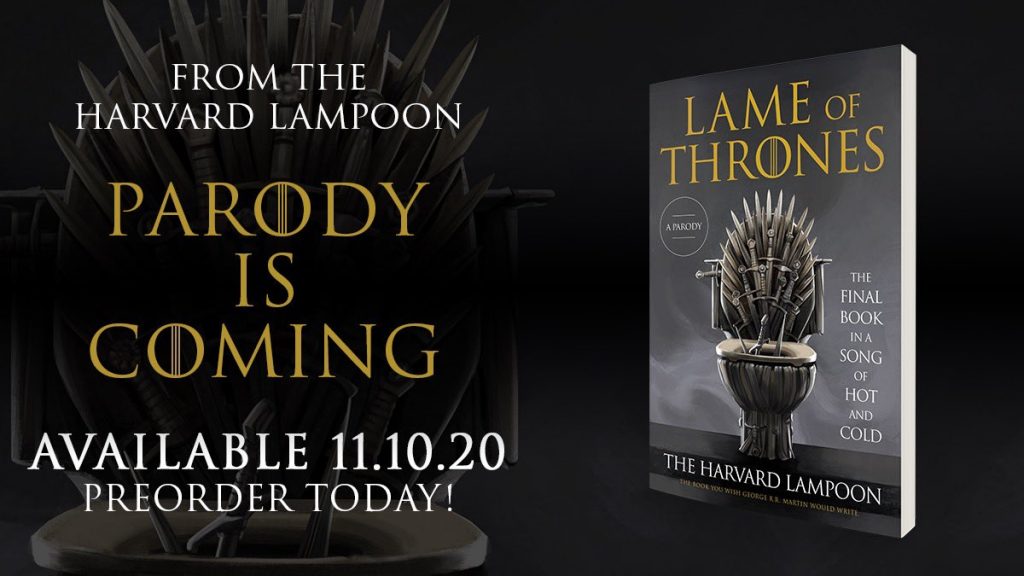 FROM THE
HARVARD LAMPOON
PARODY
IS
COMING
AVAILABLE 11.10.20
PREORDER TODAY!
LAME OF
THRONES
A PARODY
THE
FINAL
BOOK
IN A
SONG
OF
HOT
AND
COLD
THE HARVARD LAMPOON
THE BOOK YOU WISH GEORGE R.R. MARTIN WOULD WRITE